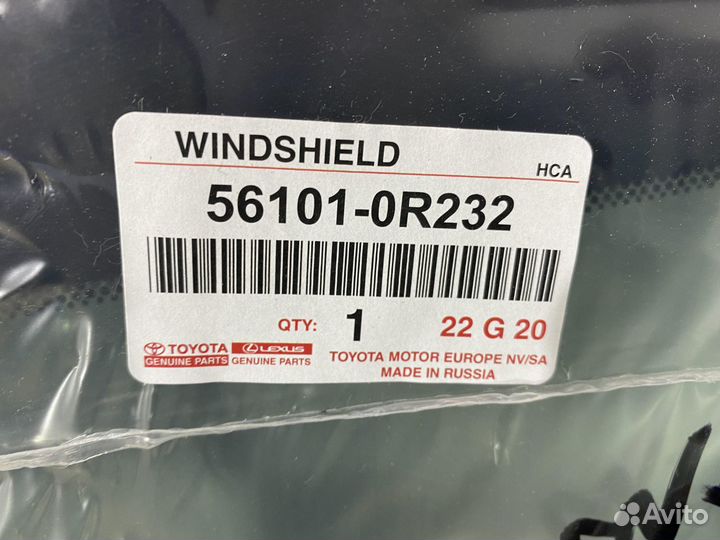 WINDSHIELD
HCA
56101-0R232
QTY: 1 22 G 20
TOYOTA LEXUS
GENUINE PARTS GENUINE PARTS
TOYOTA MOTOR EUROPE NV/SA
MADE IN RUSSIA
Avito